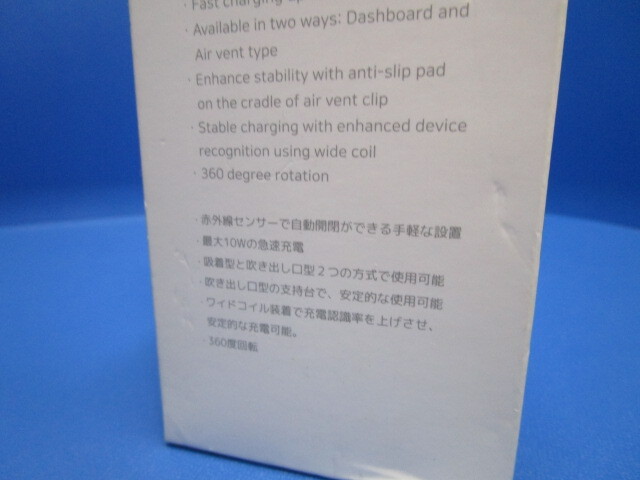 · Fast charging
· Available in two ways: Dashboard and
Air vent type
· Enhance stability with anti-slip pad
on the cradle of air vent clip
· Stable charging with enhanced device
recognition using wide coil
· 360 degree rotation
· 赤外線センサーで自動開閉ができる手軽な設置
· 最大10Wの急速充電
· 吸着型と吹き出し口型２つの方式で使用可能
· 吹き出し口型の支持台で、安定的な使用可能
· ワイドコイル装着で充電認識率を上げさせ、
安定的な充電可能。
· 360度回転